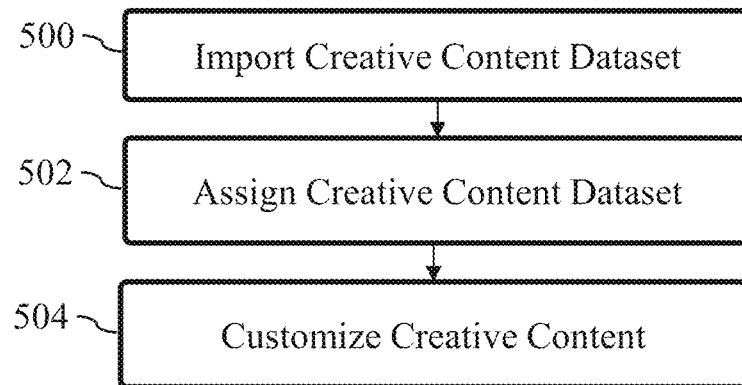 500
Import Creative Content Dataset
502
Assign Creative Content Dataset
504
Customize Creative Content